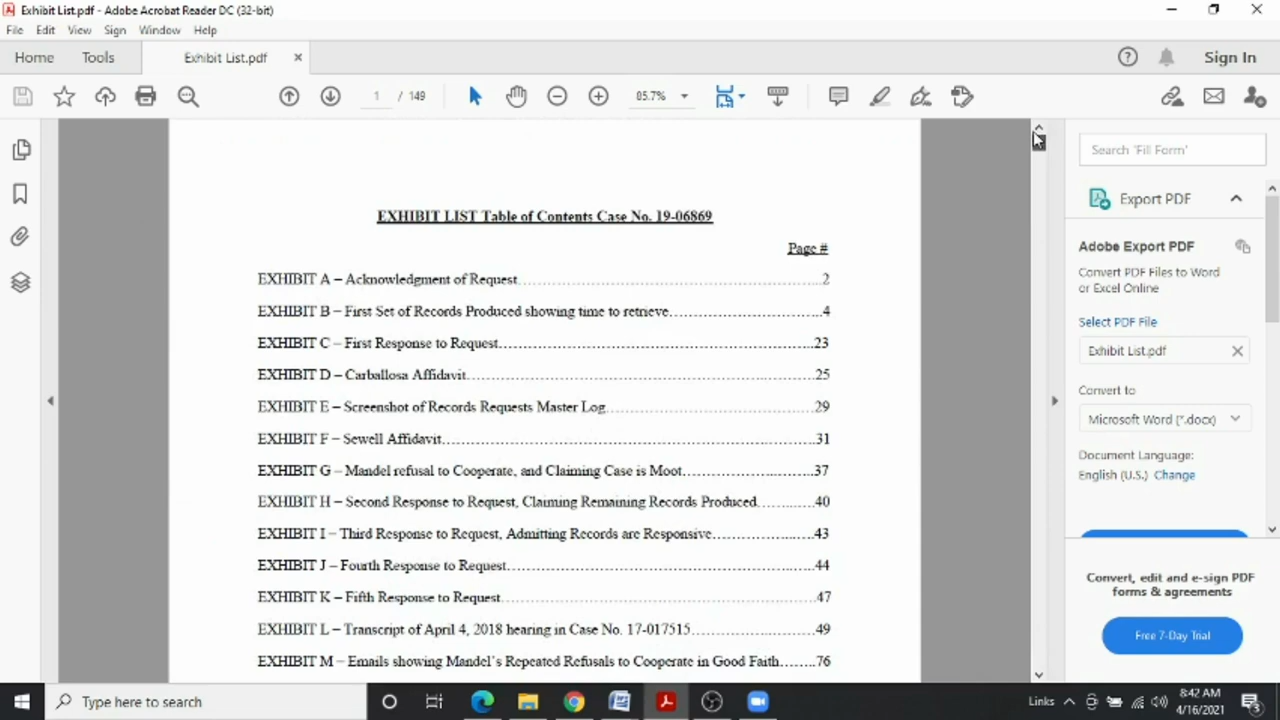 Exhibit List.pdf - Adobe Acrobat Reader DC (32-bit)
File Edit View Sign Window Help
Home Tools Exhibit List.pdf × Sign In
1 / 149 85.7%
Search 'Fill Form'
Export PDF
Adobe Export PDF
Convert PDF Files to Word
or Excel Online
Select PDF File
Exhibit List.pdf
Convert to
Microsoft Word (*.docx)
Document Language:
English (U.S.) Change
Convert, edit and e-sign PDF
forms & agreements
Free 7-Day Trial
EXHIBIT LIST Table of Contents Case No. 19-06869
Page #
EXHIBIT A – Acknowledgment of Request..........2
EXHIBIT B – First Set of Records Produced showing time to retrieve..........4
EXHIBIT C – First Response to Request..........23
EXHIBIT D – Carballosa Affidavit..........25
EXHIBIT E – Screenshot of Records Requests Master Log..........29
EXHIBIT F – Sewell Affidavit..........31
EXHIBIT G – Mandel refusal to Cooperate, and Claiming Case is Moot..........37
EXHIBIT H – Second Response to Request, Claiming Remaining Records Produced..........40
EXHIBIT I – Third Response to Request, Admitting Records are Responsive..........43
EXHIBIT J – Fourth Response to Request..........44
EXHIBIT K – Fifth Response to Request..........47
EXHIBIT L – Transcript of April 4, 2018 hearing in Case No. 17-017515..........49
EXHIBIT M – Emails showing Mandel's Repeated Refusals to Cooperate in Good Faith........76
Type here to search
Links
8:42 AM
4/16/2021
3